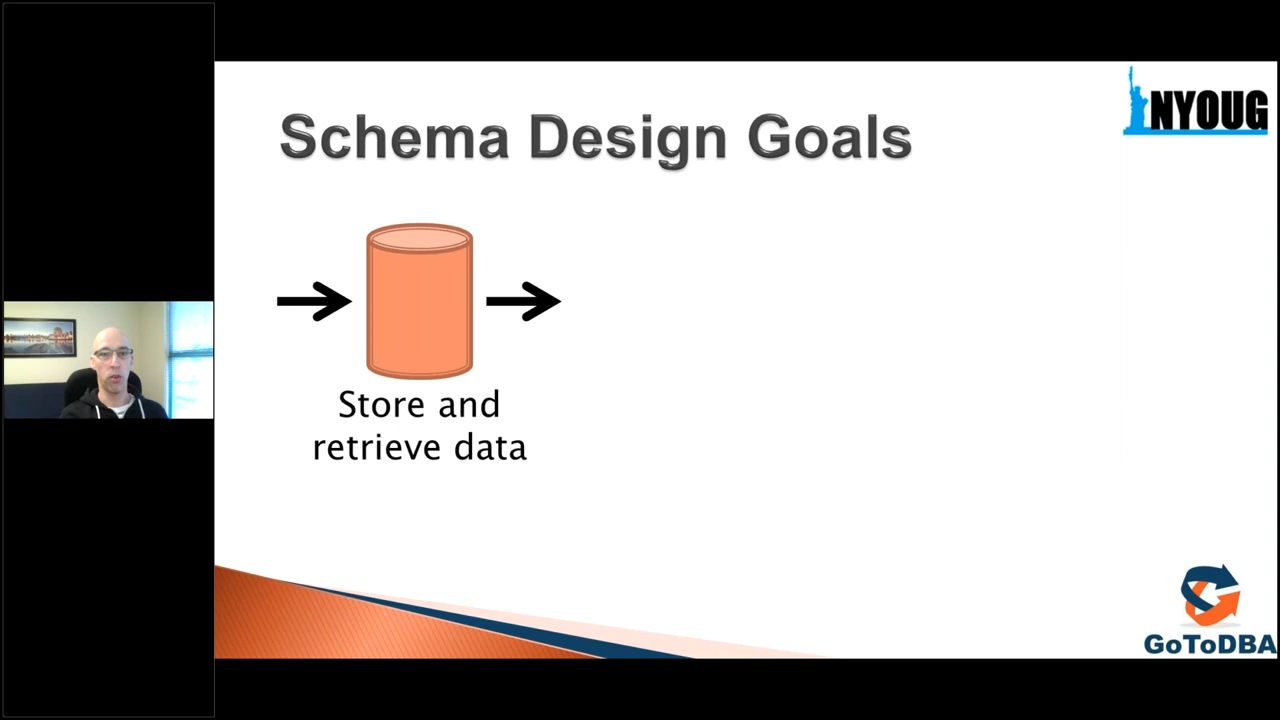 NYOUG
Schema Design Goals
Store and
retrieve data
GoToDBA